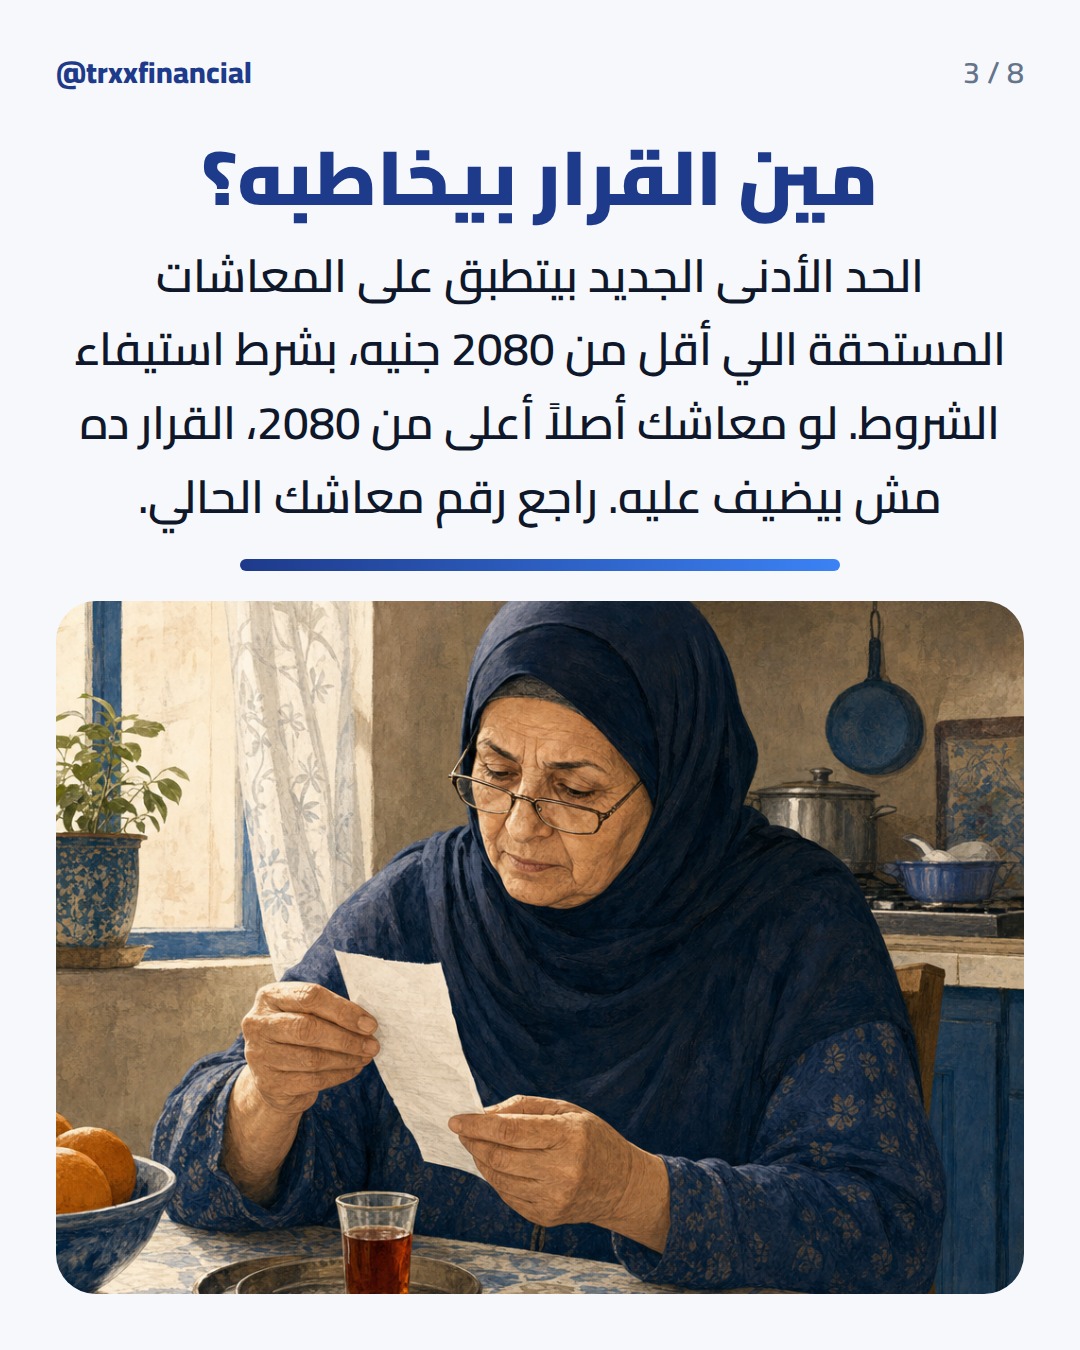 @trxxfinancial
3 / 8
مين القرار بيخاطبه؟
الحد الأدنى الجديد بيتطبق على المعاشات
المستحقة اللي أقل من 2080 جنيه، بشرط استيفاء
الشروط. لو معاشك أصلاً أعلى من 2080، القرار ده
مش بيضيف عليه. راجع رقم معاشك الحالي.